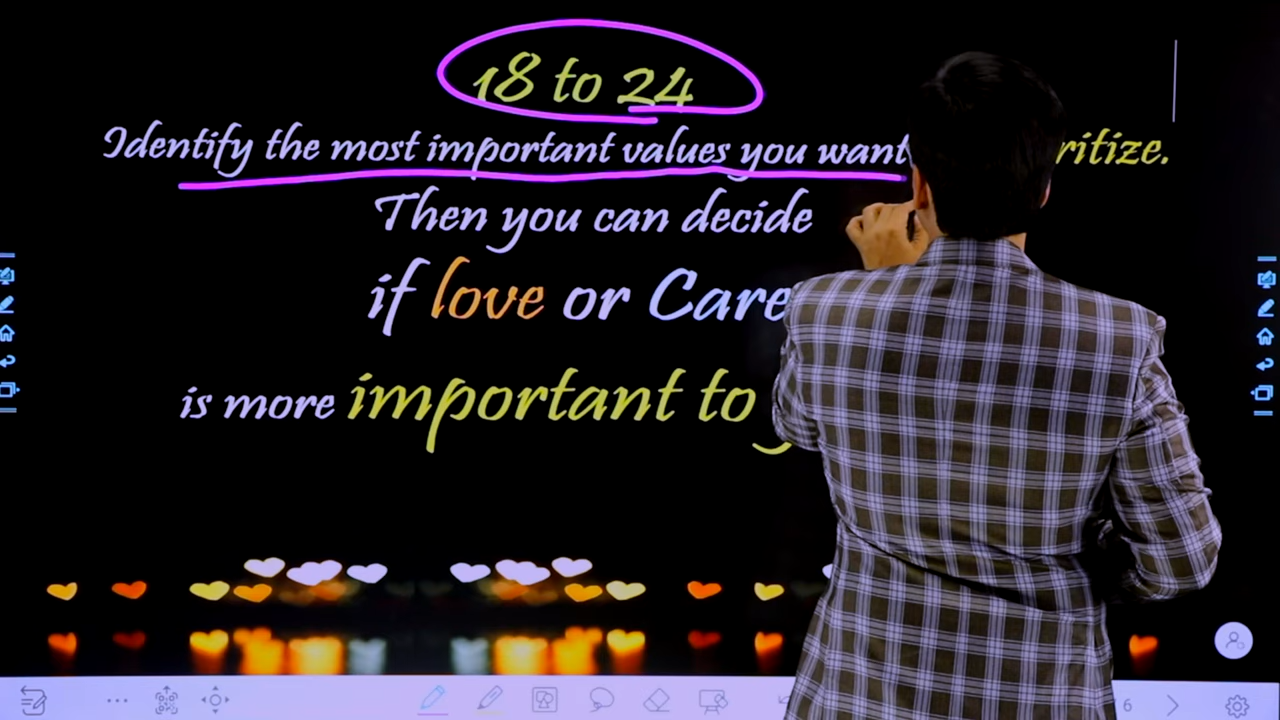 18 to 24
Identify the most important values you want
Then you can decide
if love or Care
is more important to
6